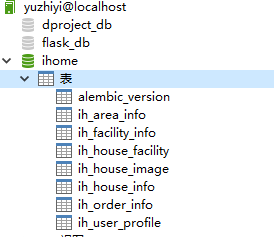 yuzhiyi@localhost
dproject_db
flask_db
ihome
表
alembic_version
ih_area_info
ih_facility_info
ih_house_facility
ih_house_image
ih_house_info
ih_order_info
ih_user_profile